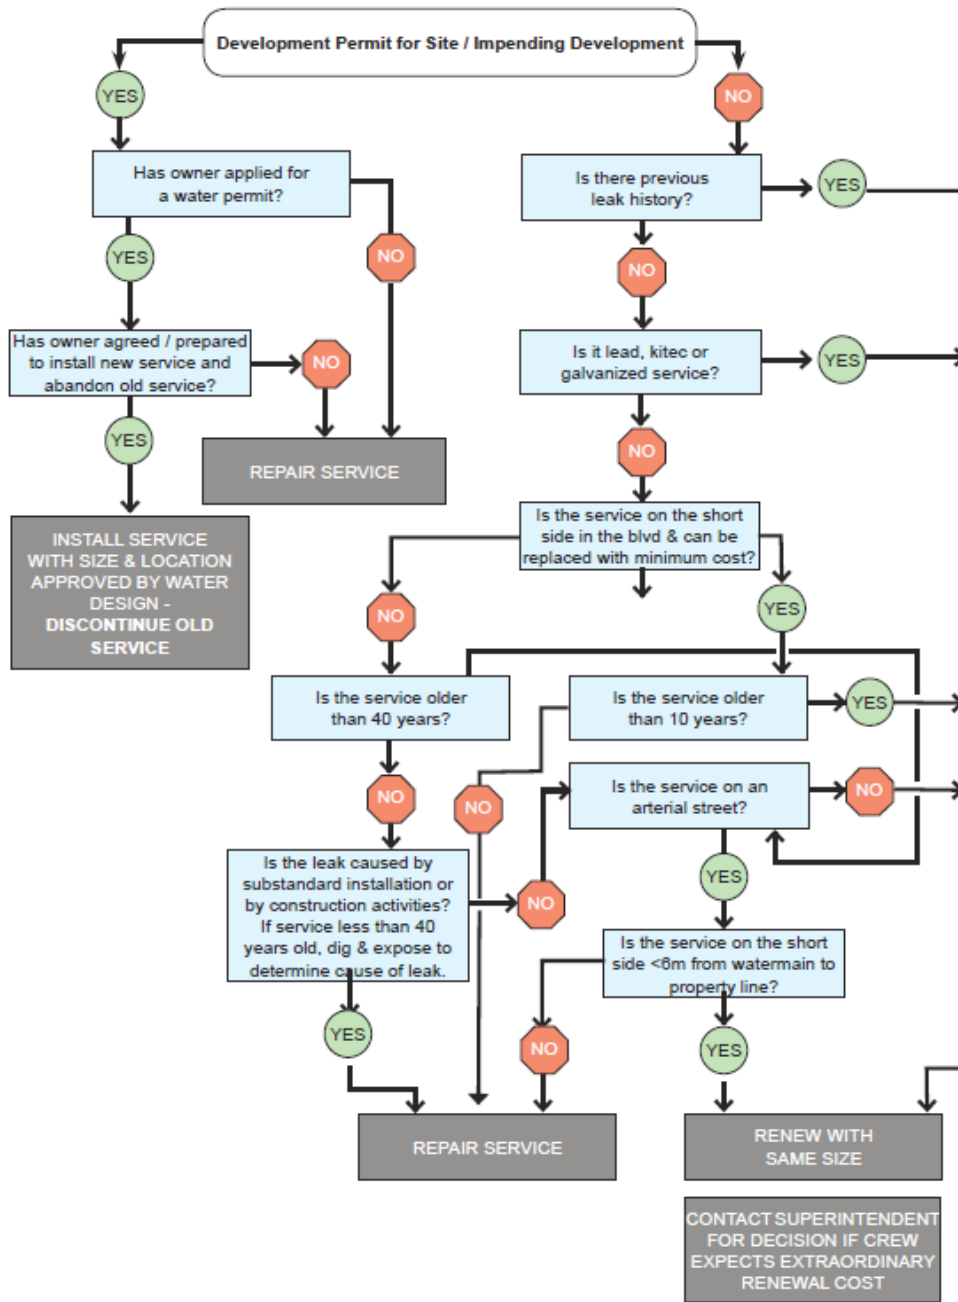 Development Permit for Site / Impending Development
YES
NO
Has owner applied for
a water permit?
Is there previous
leak history?
YES
YES
NO
NO
Has owner agreed / prepared
to install new service and
abandon old service?
NO
Is it lead, kitec or
galvanized service?
YES
YES
NO
REPAIR SERVICE
INSTALL SERVICE
WITH SIZE & LOCATION
APPROVED BY WATER
DESIGN -
DISCONTINUE OLD
SERVICE
Is the service on the short
side in the blvd & can be
replaced with minimum cost?
NO
YES
Is the service older
than 40 years?
Is the service older
than 10 years?
YES
NO
NO
Is the service on an
arterial street?
NO
Is the leak caused by
substandard installation or
by construction activities?
If service less than 40
years old, dig & expose to
determine cause of leak.
NO
YES
Is the service on the short
side <6m from watermain to
property line?
YES
NO
YES
REPAIR SERVICE
RENEW WITH
SAME SIZE
CONTACT SUPERINTENDENT
FOR DECISION IF CREW
EXPECTS EXTRAORDINARY
RENEWAL COST